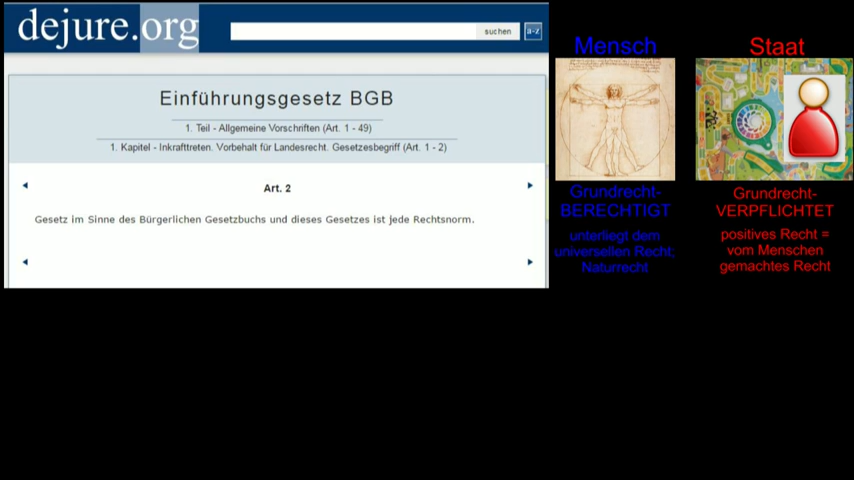 dejure.org
suchen
a-z
Einführungsgesetz BGB
1. Teil - Allgemeine Vorschriften (Art. 1 - 49)
1. Kapitel - Inkrafttreten. Vorbehalt für Landesrecht. Gesetzesbegriff (Art. 1 - 2)
Art. 2
Gesetz im Sinne des Bürgerlichen Gesetzbuchs und dieses Gesetzes ist jede Rechtsnorm.
Mensch
Grundrecht-
BERECHTIGT
unterliegt dem
universellen Recht;
Naturrecht
Staat
Grundrecht-
VERPFLICHTET
positives Recht =
vom Menschen
gemachtes Recht